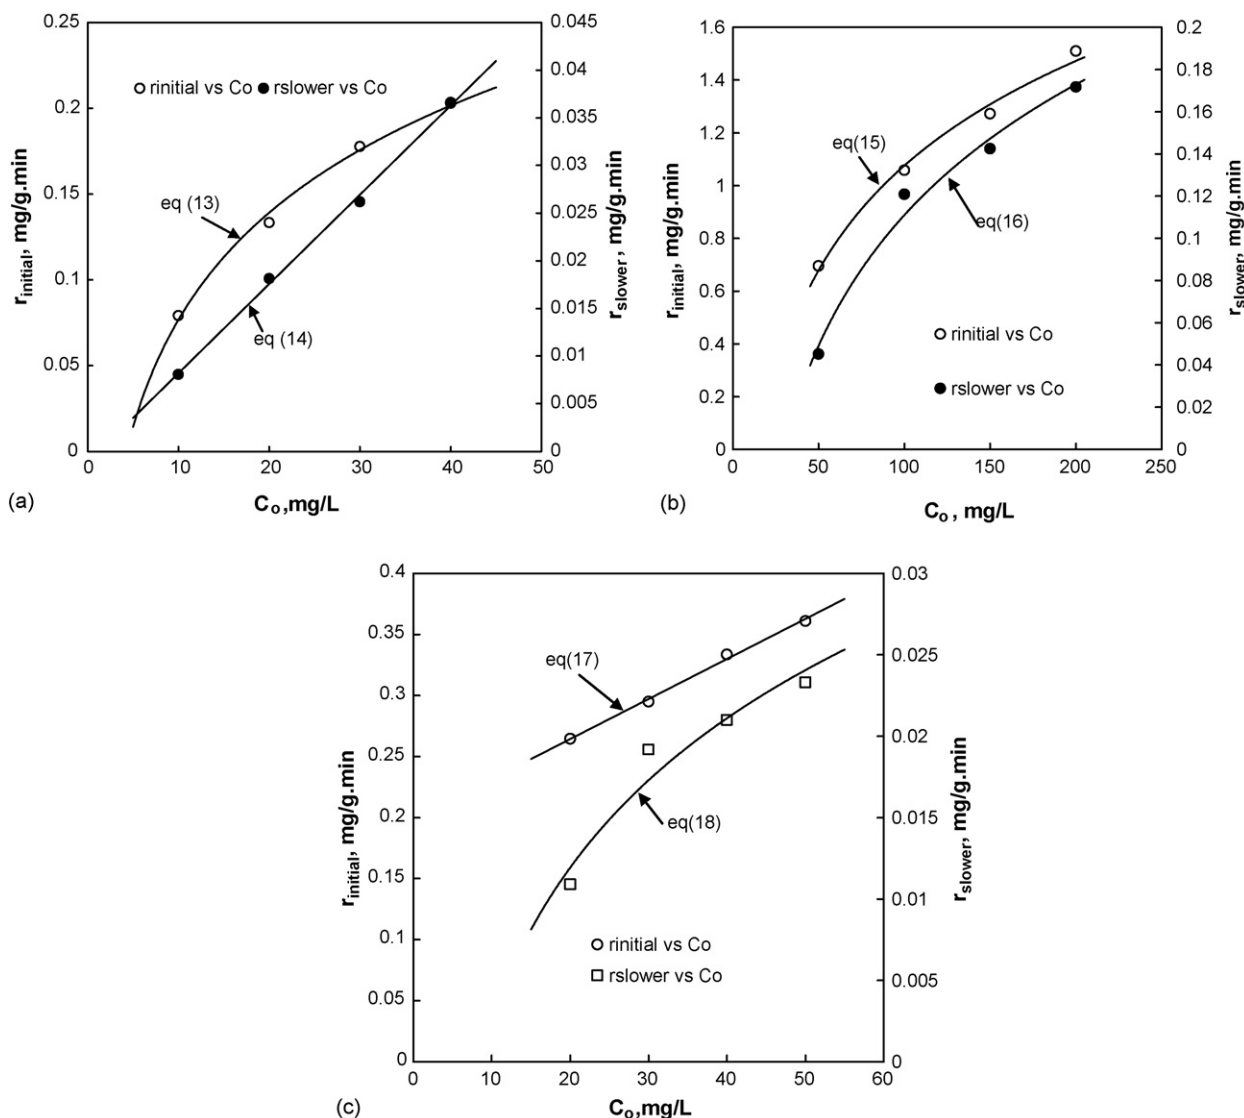 0.25
0.2
0.15
0.1
0.05
0
r_initial, mg/g.min
rinitial vs Co
rslower vs Co
eq (13)
eq (14)
0.045
0.04
0.035
0.03
0.025
0.02
0.015
0.01
0.005
0
r_slower, mg/g.min
0
10
20
30
40
50
(a)
C_o,mg/L
1.6
1.4
1.2
1
0.8
0.6
0.4
0.2
0
r_initial, mg/g.min
eq(15)
eq(16)
rinitial vs Co
rslower vs Co
0.2
0.18
0.16
0.14
0.12
0.1
0.08
0.06
0.04
0.02
0
r_slower, mg/g.min
0
50
100
150
200
250
(b)
C_o, mg/L
0.4
0.35
0.3
0.25
0.2
0.15
0.1
0.05
0
r_initial, mg/g.min
eq(17)
eq(18)
rinitial vs Co
rslower vs Co
0.03
0.025
0.02
0.015
0.01
0.005
0
r_slower, mg/g.min
0
10
20
30
40
50
60
(c)
C_o,mg/L